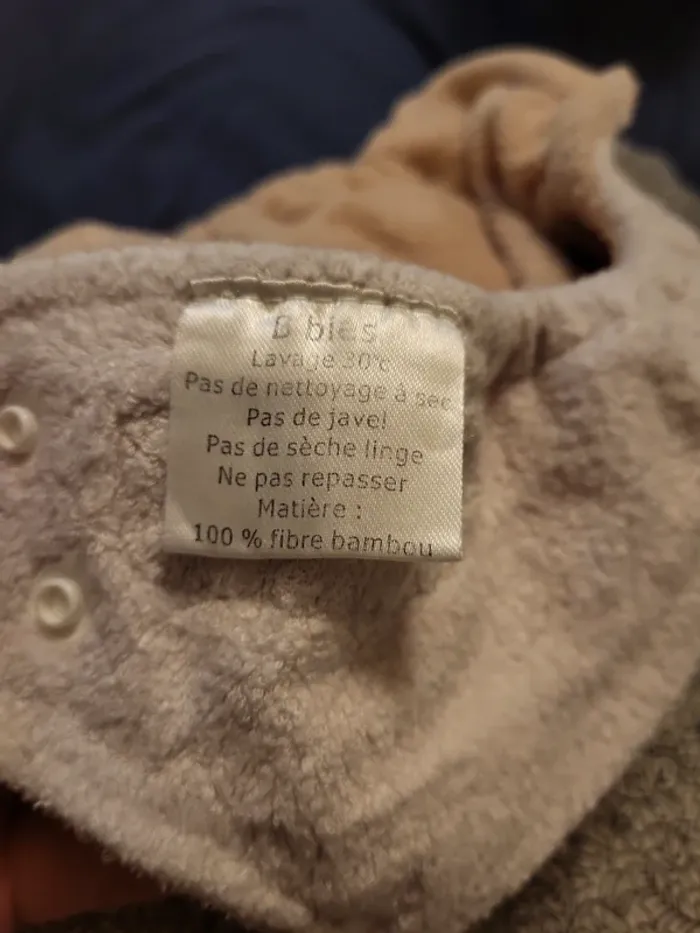 Lavage 30°c
Pas de nettoyage à sec
Pas de javel
Pas de sèche linge
Ne pas repasser
Matière :
100 % fibre bambou